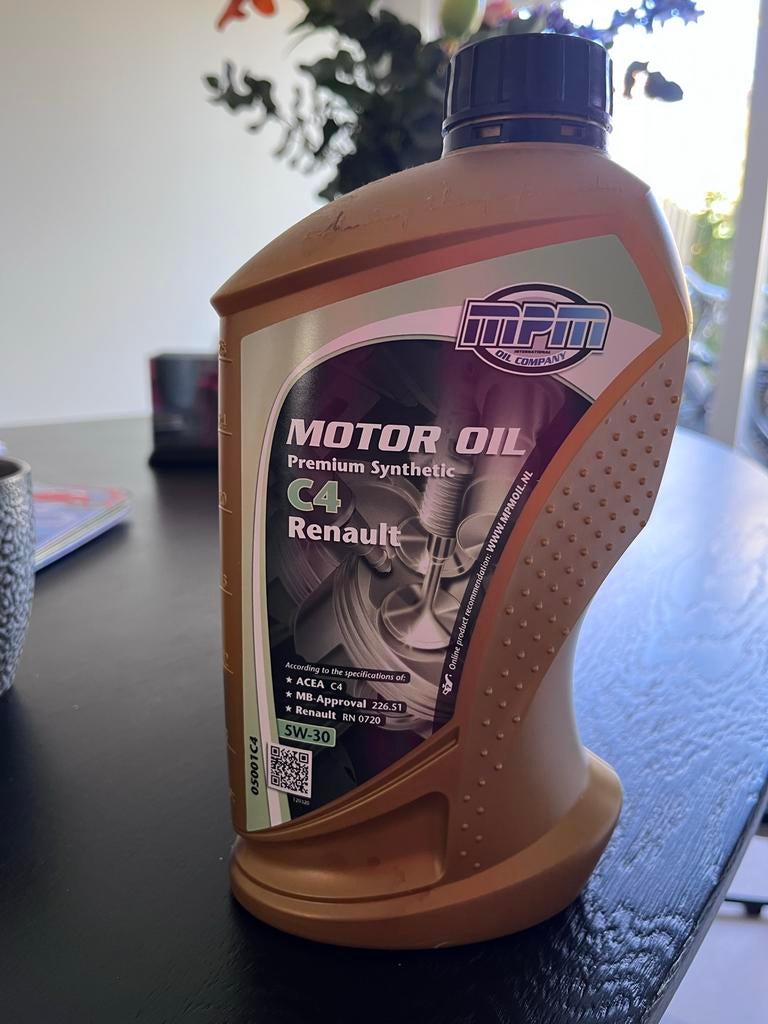 MPM
INTERNATIONAL
OIL COMPANY
MOTOR OIL
Premium Synthetic
C4
Renault
Online product recommendation: WWW.MPMOIL.NL
According to the specifications of:
★ ACEA C4
★ MB-Approval 226.51
★ Renault RN 0720
5W-30
05001C4